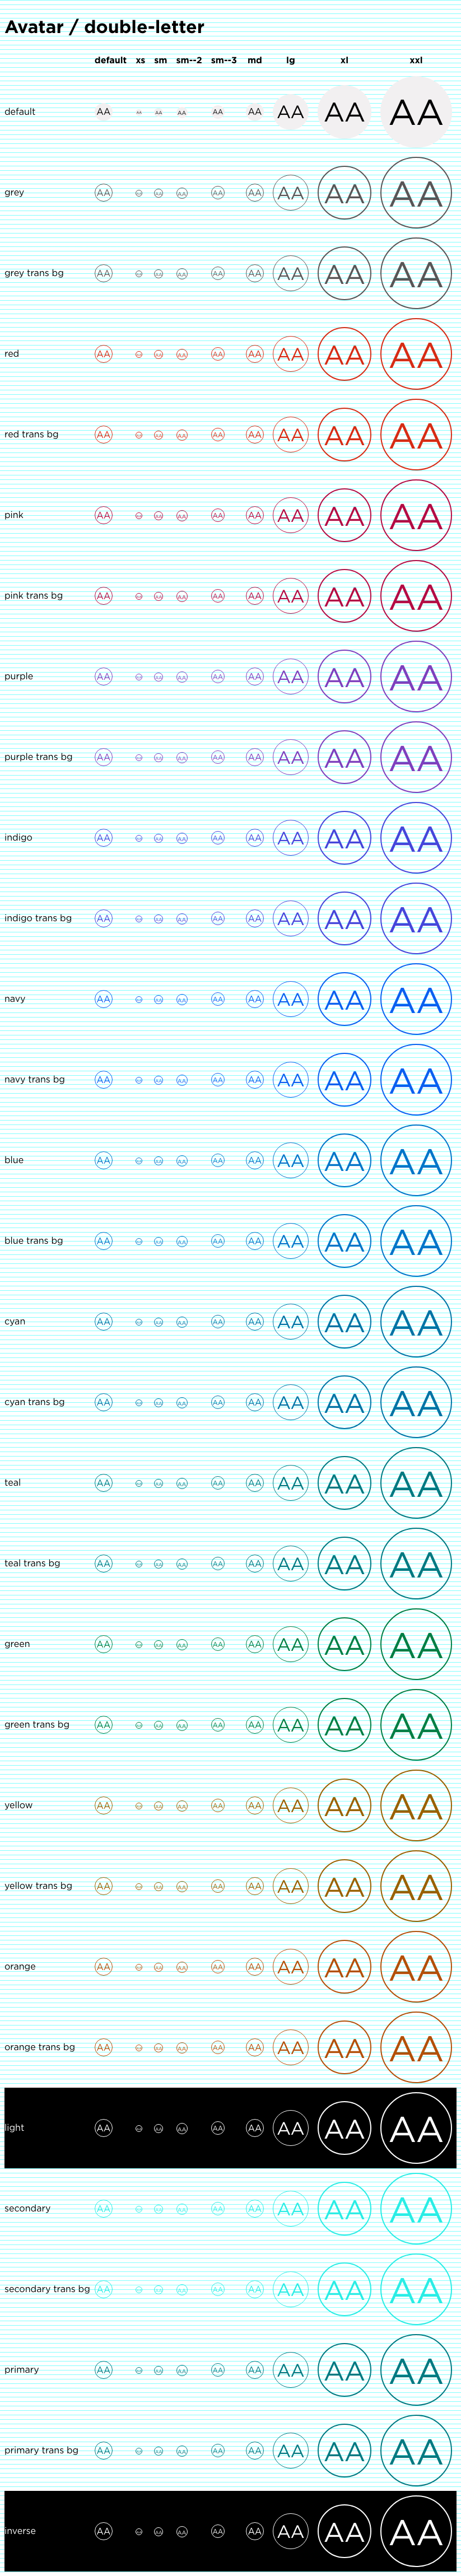 Avatar / double-letter
default xs sm sm--2 sm--3 md lg xl xxl
default AA AA AA AA AA AA AA AA
grey AA AA AA AA AA AA AA AA
grey trans bg AA AA AA AA AA AA AA AA
red AA AA AA AA AA AA AA AA
red trans bg AA AA AA AA AA AA AA AA
pink AA AA AA AA AA AA AA AA
pink trans bg AA AA AA AA AA AA AA AA
purple AA AA AA AA AA AA AA AA
purple trans bg AA AA AA AA AA AA AA AA
indigo AA AA AA AA AA AA AA AA
indigo trans bg AA AA AA AA AA AA AA AA
navy AA AA AA AA AA AA AA AA
navy trans bg AA AA AA AA AA AA AA AA
blue AA AA AA AA AA AA AA AA
blue trans bg AA AA AA AA AA AA AA AA
cyan AA AA AA AA AA AA AA AA
cyan trans bg AA AA AA AA AA AA AA AA
teal AA AA AA AA AA AA AA AA
teal trans bg AA AA AA AA AA AA AA AA
green AA AA AA AA AA AA AA AA
green trans bg AA AA AA AA AA AA AA AA
yellow AA AA AA AA AA AA AA AA
yellow trans bg AA AA AA AA AA AA AA AA
orange AA AA AA AA AA AA AA AA
orange trans bg AA AA AA AA AA AA AA AA
light AA AA AA AA AA AA AA AA
secondary AA AA AA AA AA AA AA AA
secondary trans bg AA AA AA AA AA AA AA AA
primary AA AA AA AA AA AA AA AA
primary trans bg AA AA AA AA AA AA AA AA
inverse AA AA AA AA AA AA AA AA